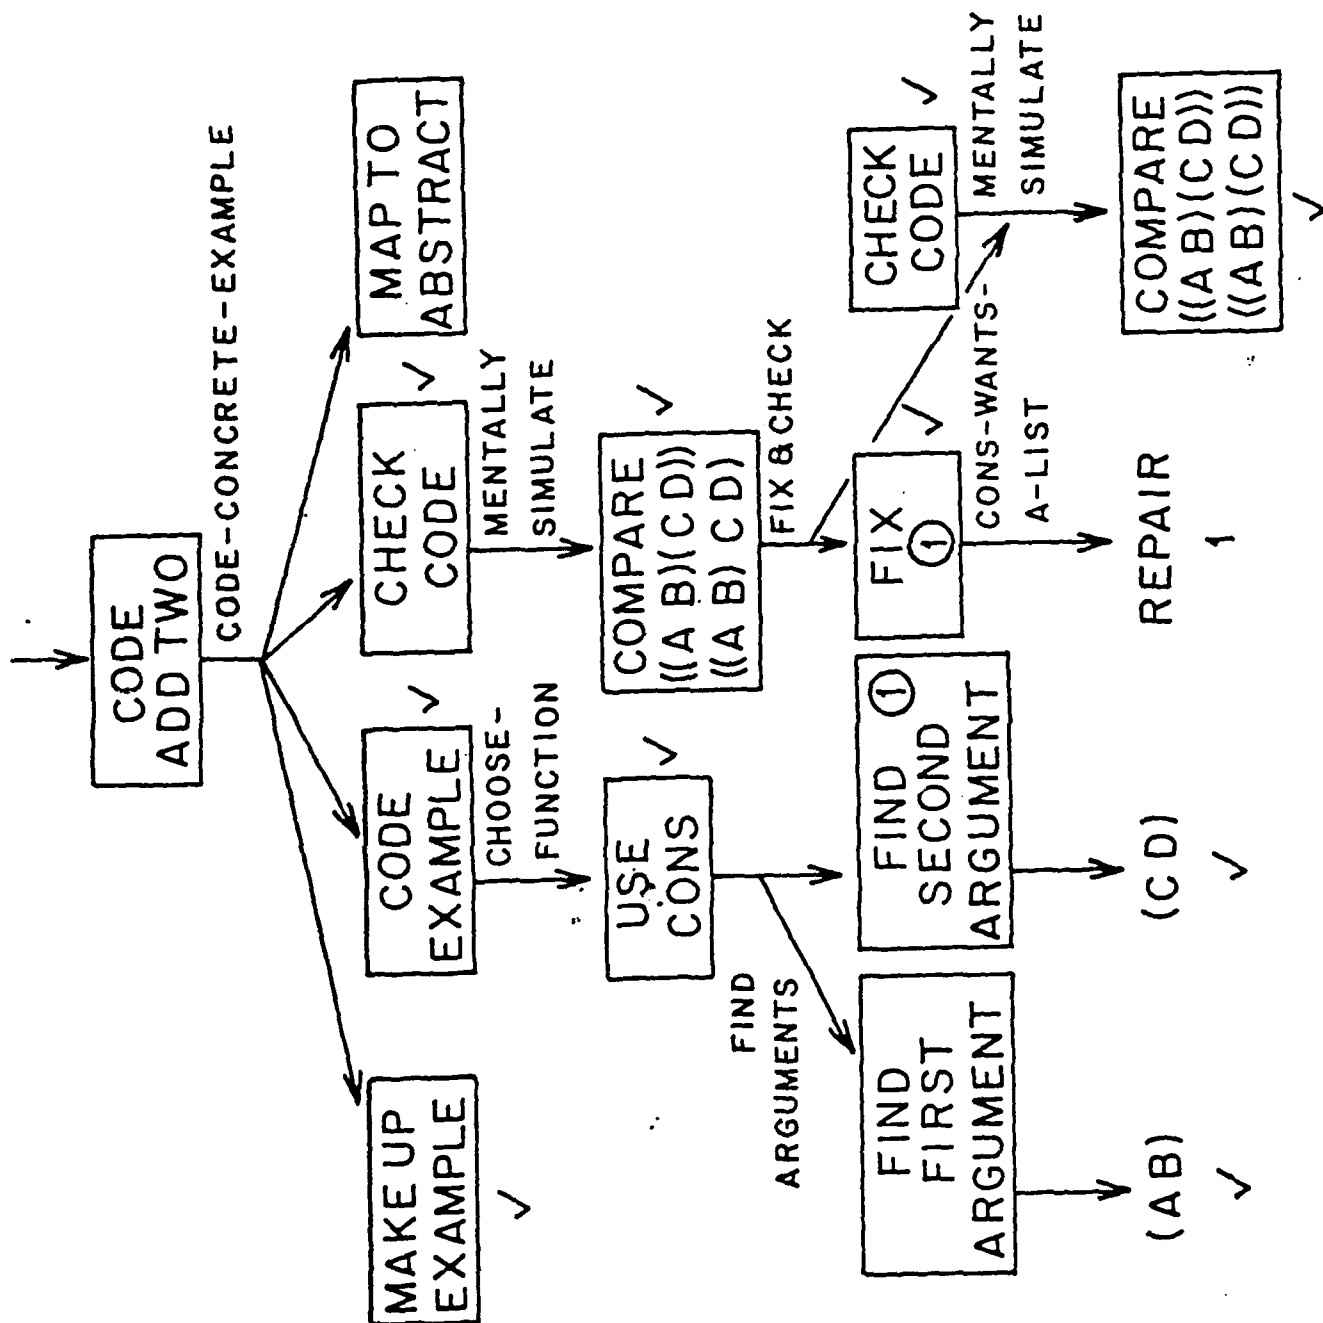 CODE
ADD TWO
CODE-CONCRETE-EXAMPLE
MAKE UP
EXAMPLE
✓
CODE
EXAMPLE
✓
CHECK
CODE
✓
MAP TO
ABSTRACT
CHOOSE-
FUNCTION
MENTALLY
SIMULATE
USE
CONS
✓
COMPARE
((A B)(C D))
((A B) C D)
✓
FIND
ARGUMENTS
FIX & CHECK
FIND
FIRST
ARGUMENT
FIND ①
SECOND
ARGUMENT
FIX
①
✓
CHECK
CODE
✓
CONS-WANTS-
A-LIST
MENTALLY
SIMULATE
(A B)
✓
(C D)
✓
REPAIR
1
COMPARE
((A B)(C D))
((A B)(C D))
✓